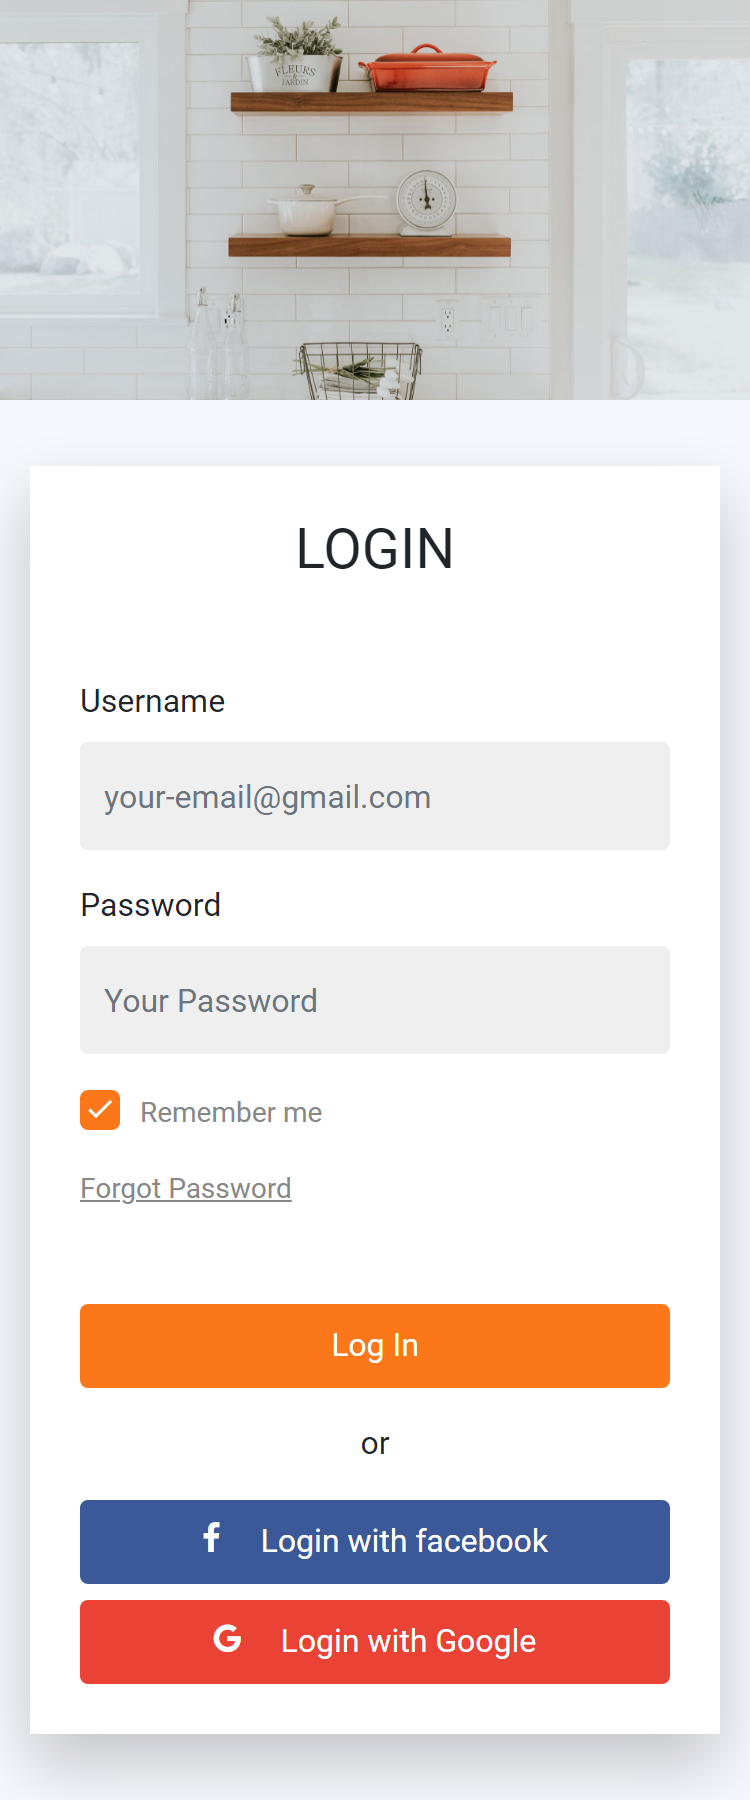 FLEURS
&
JARDIN
LOGIN
Username
your-email@gmail.com
Password
Your Password
Remember me
Forgot Password
Log In
or
Login with facebook
Login with Google